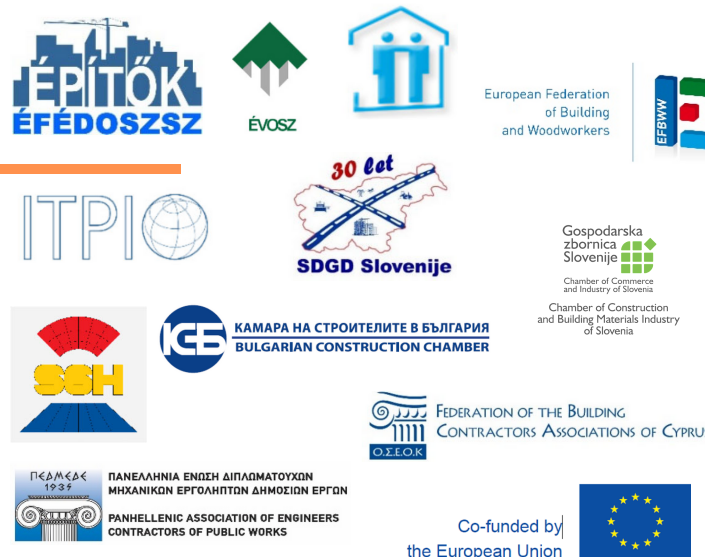 ÉPÍTŐK
ÉFÉDOSZSZ
ÉVOSZ
European Federation
of Building
and Woodworkers
EFBWW
ITPIO
30 let
SDGD Slovenije
Gospodarska
zbornica
Slovenije
Chamber of Commerce
and Industry of Slovenia
Chamber of Construction
and Building Materials Industry
of Slovenia
SGH
КСБ
КАМАРА НА СТРОИТЕЛИТЕ В БЪЛГАРИЯ
BULGARIAN CONSTRUCTION CHAMBER
Ο.Σ.Ε.Ο.Κ
FEDERATION OF THE BUILDING
CONTRACTORS ASSOCIATIONS OF CYPRU
ΠΕΔΜΕΔΕ
1935
ΠΑΝΕΛΛΗΝΙΑ ΕΝΩΣΗ ΔΙΠΛΩΜΑΤΟΥΧΩΝ
ΜΗΧΑΝΙΚΩΝ ΕΡΓΟΛΗΠΤΩΝ ΔΗΜΟΣΙΩΝ ΕΡΓΩΝ
PANHELLENIC ASSOCIATION OF ENGINEERS
CONTRACTORS OF PUBLIC WORKS
Co-funded by
the European Union